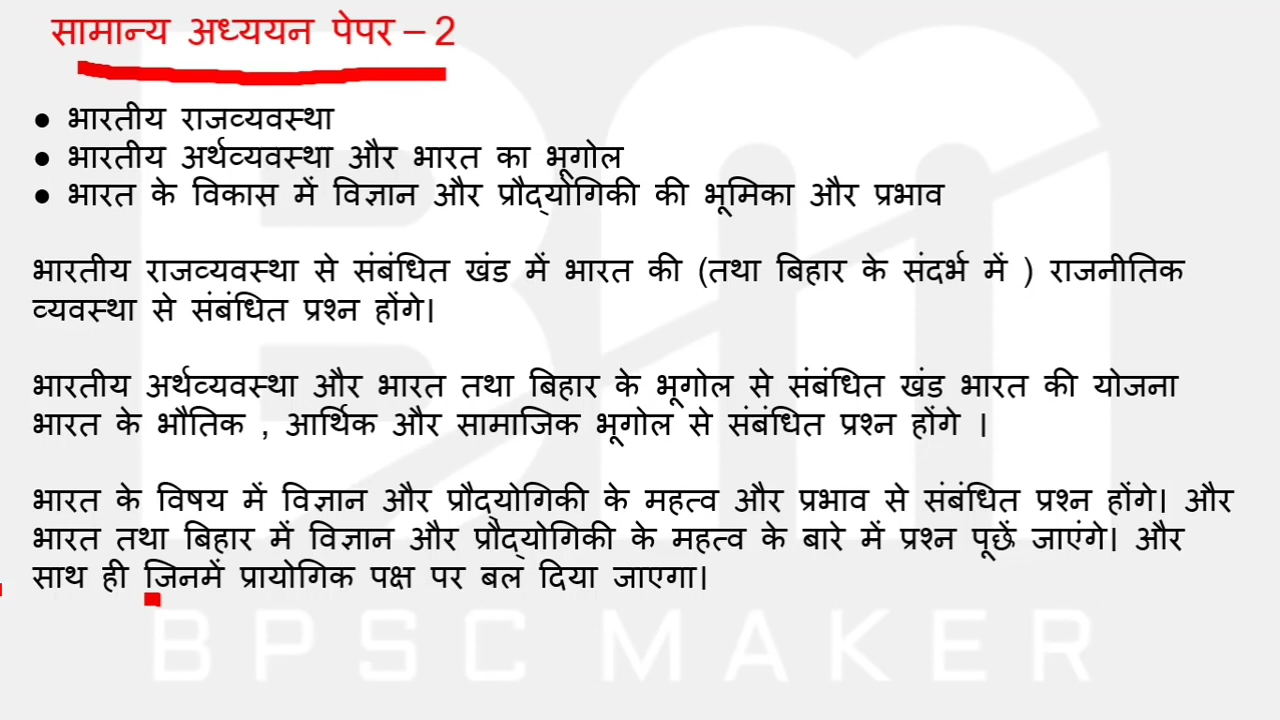 सामान्य अध्ययन पेपर – 2
● भारतीय राजव्यवस्था
● भारतीय अर्थव्यवस्था और भारत का भूगोल
● भारत के विकास में विज्ञान और प्रौद्योगिकी की भूमिका और प्रभाव
भारतीय राजव्यवस्था से संबंधित खंड में भारत की (तथा बिहार के संदर्भ में ) राजनीतिक
व्यवस्था से संबंधित प्रश्न होंगे।
भारतीय अर्थव्यवस्था और भारत तथा बिहार के भूगोल से संबंधित खंड भारत की योजना
भारत के भौतिक , आर्थिक और सामाजिक भूगोल से संबंधित प्रश्न होंगे ।
भारत के विषय में विज्ञान और प्रौद्योगिकी के महत्व और प्रभाव से संबंधित प्रश्न होंगे। और
भारत तथा बिहार में विज्ञान और प्रौद्योगिकी के महत्व के बारे में प्रश्न पूछें जाएंगे। और
साथ ही जिनमें प्रायोगिक पक्ष पर बल दिया जाएगा।
BPSC MAKER